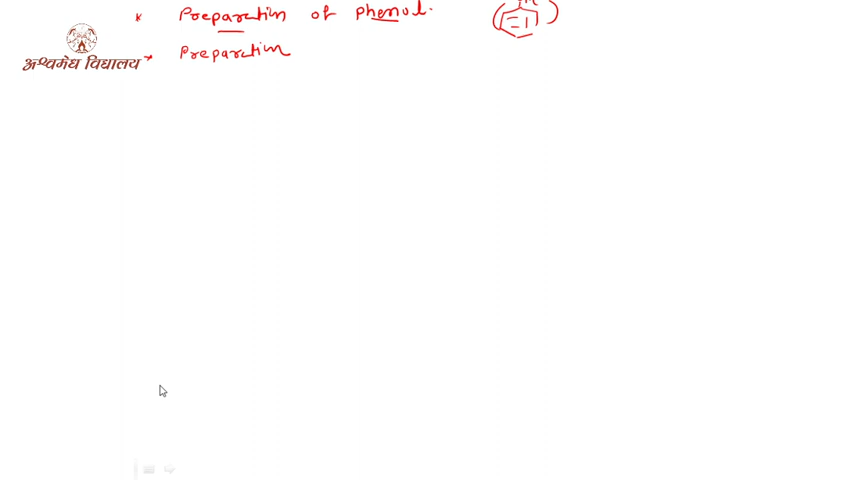 * Preparation of phenol.
अश्वमेध विद्यालय
* Preparation